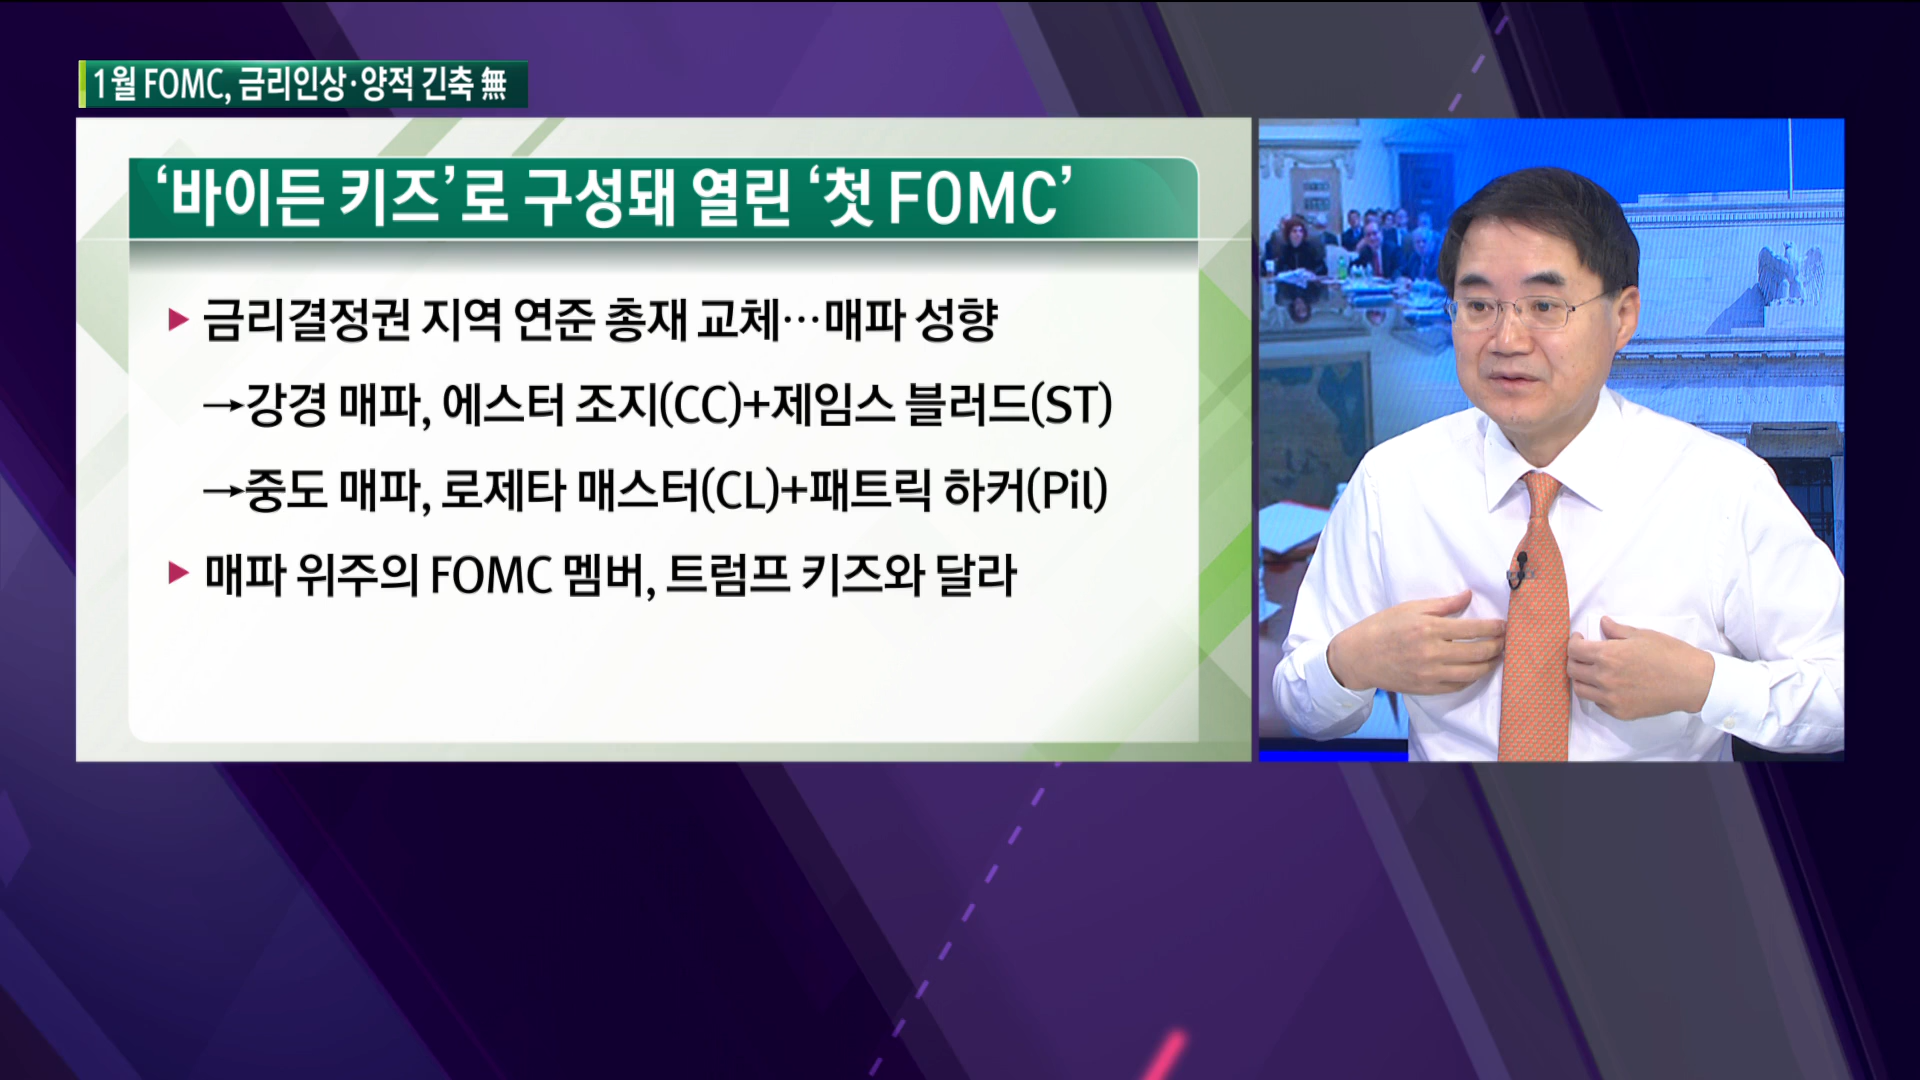 1월 FOMC, 금리인상·양적 긴축 無
‘바이든 키즈’로 구성돼 열린 ‘첫 FOMC’
▶ 금리결정권 지역 연준 총재 교체…매파 성향
→강경 매파, 에스터 조지(CC)+제임스 블러드(ST)
→중도 매파, 로제타 매스터(CL)+패트릭 하커(Pil)
▶ 매파 위주의 FOMC 멤버, 트럼프 키즈와 달라